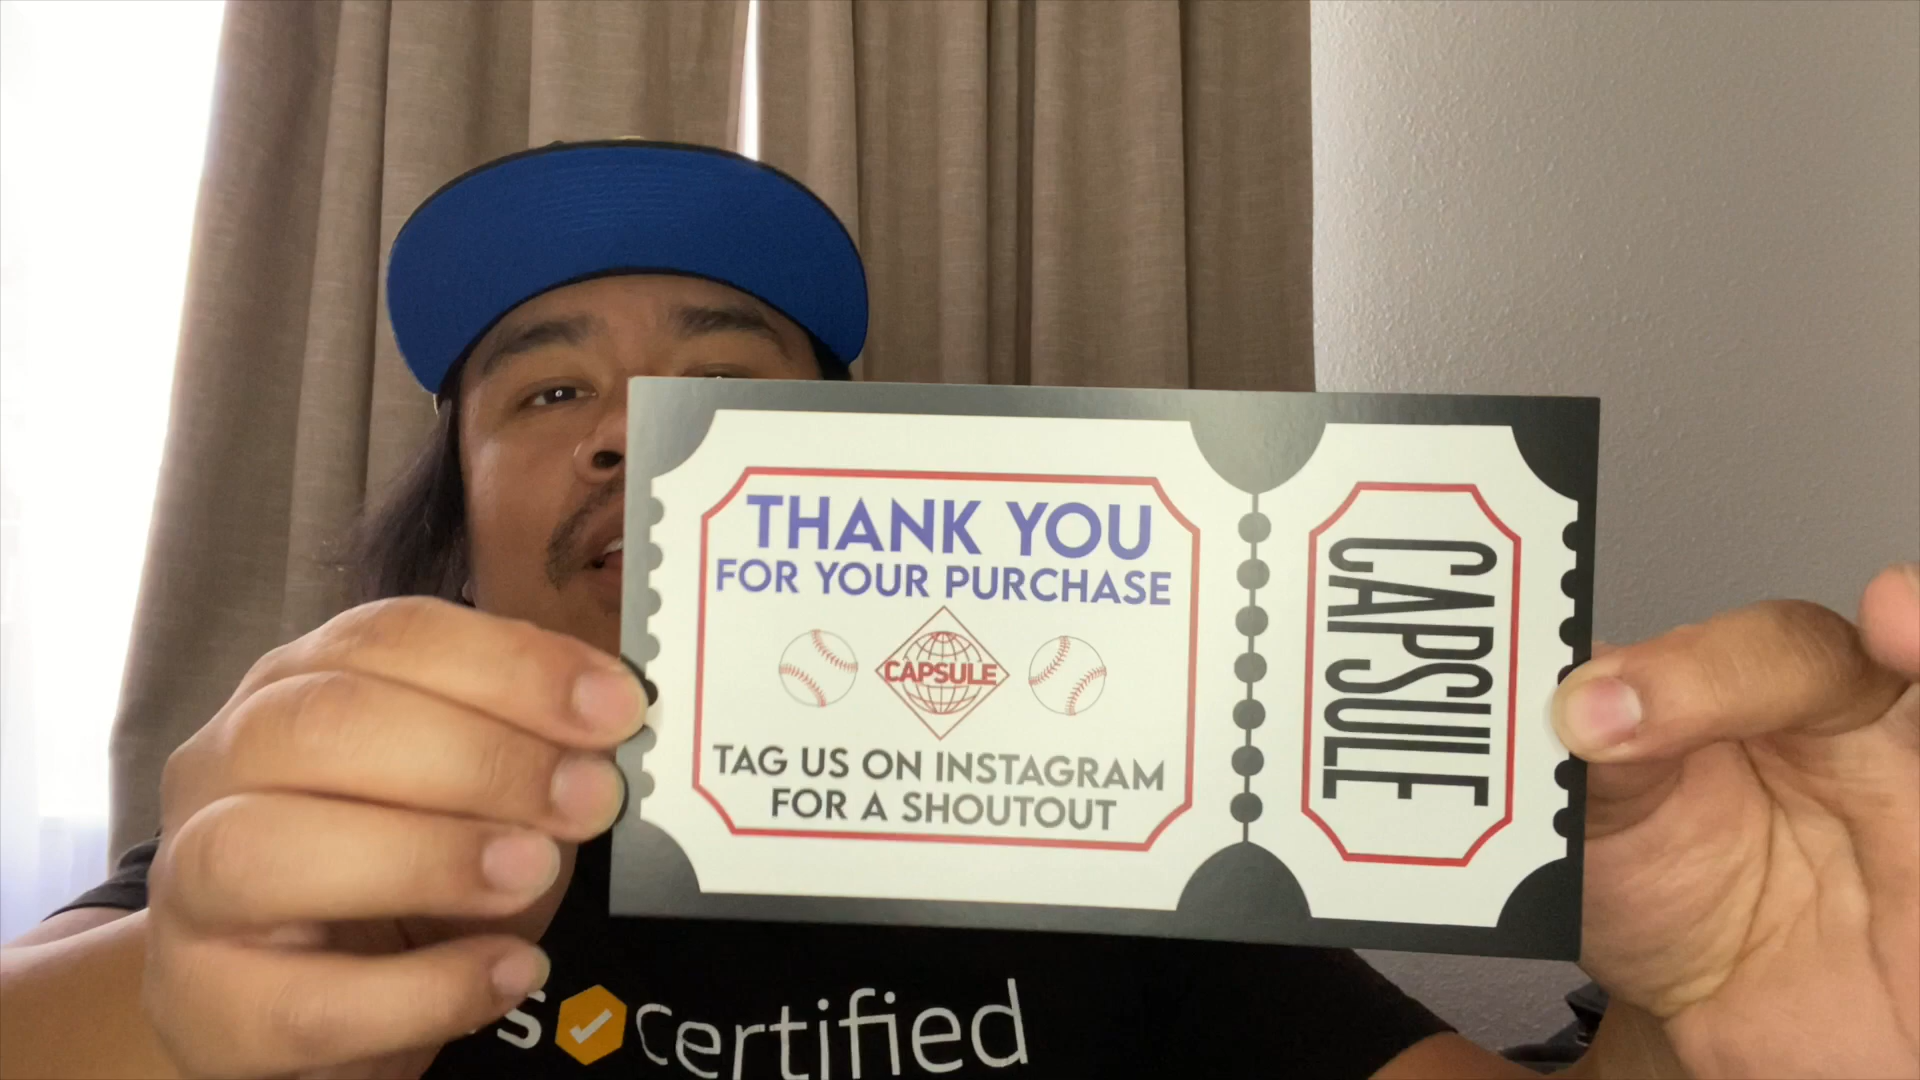 THANK YOU
FOR YOUR PURCHASE
CAPSULE
TAG US ON INSTAGRAM
FOR A SHOUTOUT
CAPSULE
certified